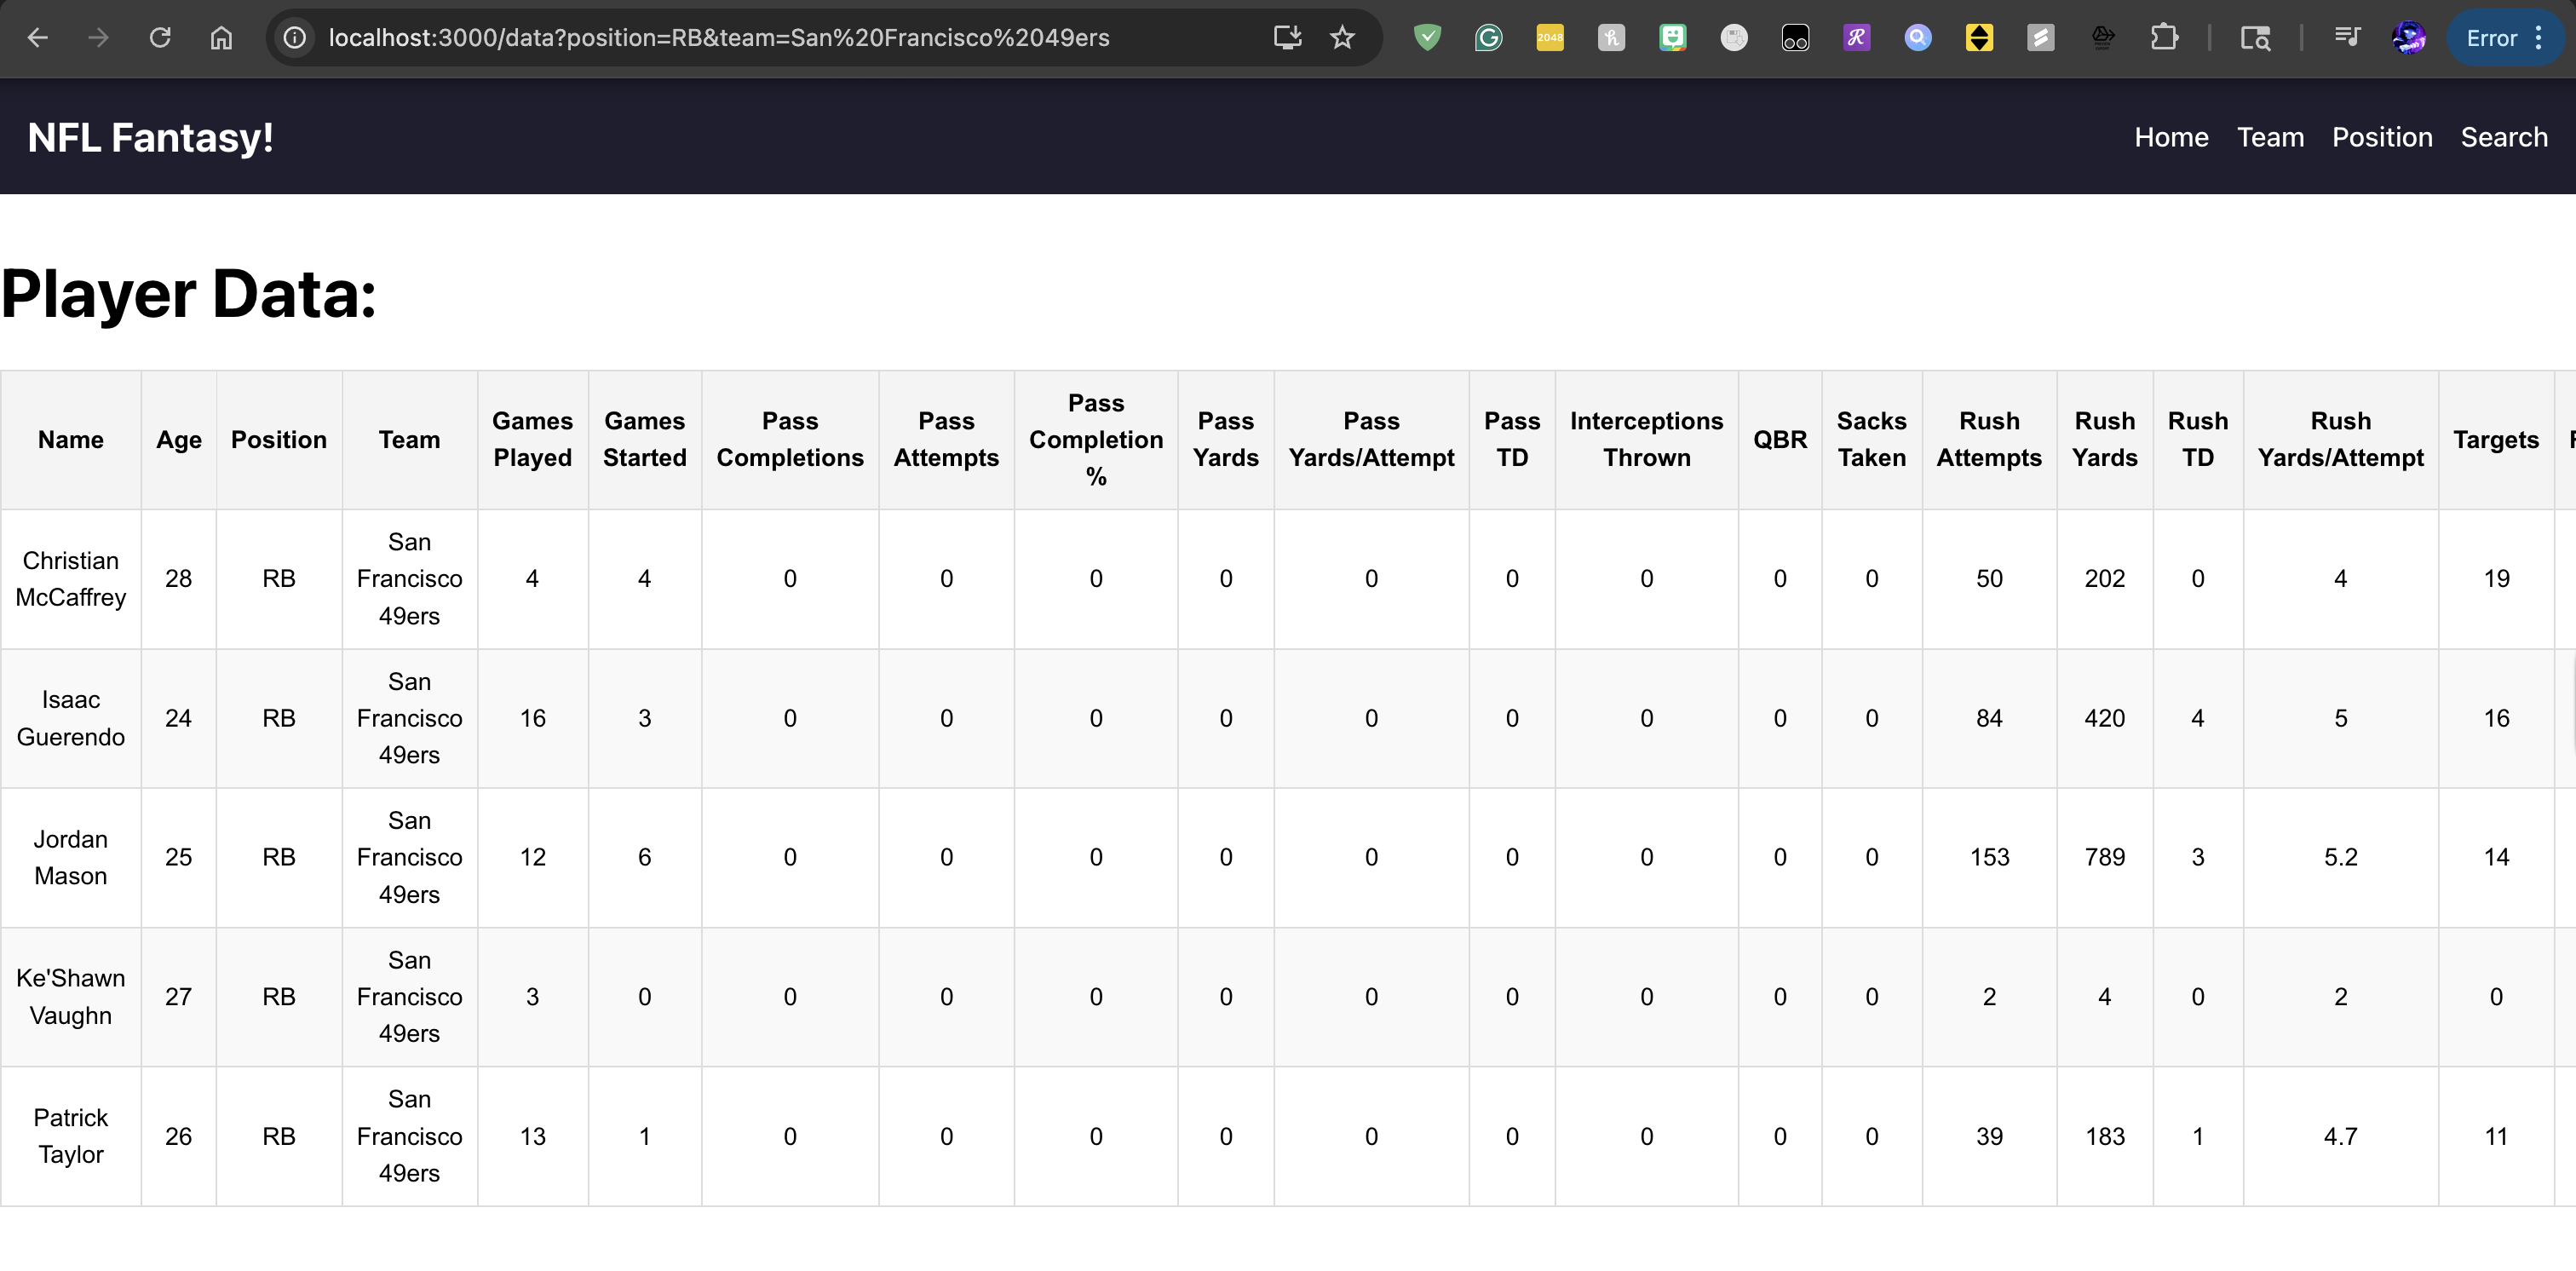 localhost:3000/data?position=RB&team=San%20Francisco%2049ers
2048
Error
NFL Fantasy!
Home Team Position Search
Player Data:
Name Age Position Team Games Played Games Started Pass Completions Pass Attempts Pass Completion % Pass Yards Pass Yards/Attempt Pass TD Interceptions Thrown QBR Sacks Taken Rush Attempts Rush Yards Rush TD Rush Yards/Attempt Targets
Christian McCaffrey 28 RB San Francisco 49ers 4 4 0 0 0 0 0 0 0 0 0 50 202 0 4 19
Isaac Guerendo 24 RB San Francisco 49ers 16 3 0 0 0 0 0 0 0 0 0 84 420 4 5 16
Jordan Mason 25 RB San Francisco 49ers 12 6 0 0 0 0 0 0 0 0 0 153 789 3 5.2 14
Ke'Shawn Vaughn 27 RB San Francisco 49ers 3 0 0 0 0 0 0 0 0 0 0 2 4 0 2 0
Patrick Taylor 26 RB San Francisco 49ers 13 1 0 0 0 0 0 0 0 0 0 39 183 1 4.7 11